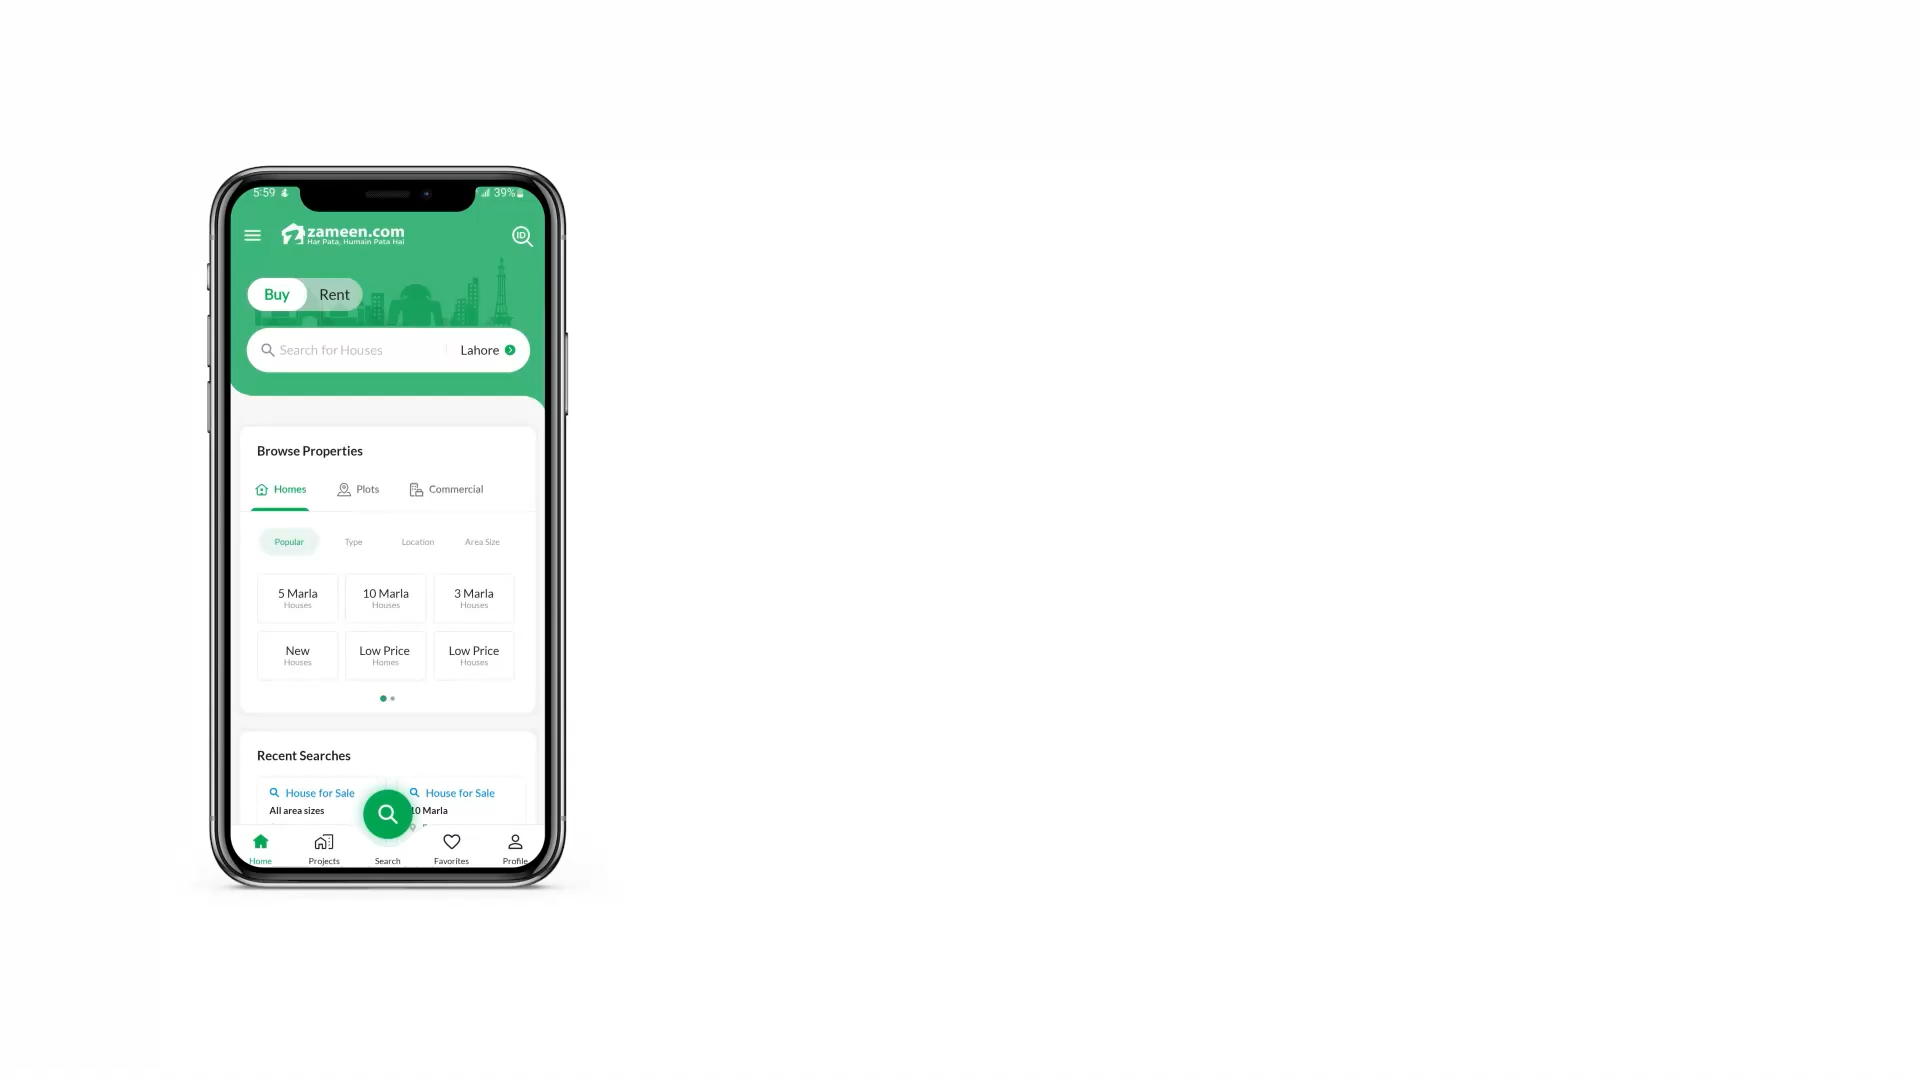 5:59 39%
zameen.com
Har Pata, Humain Pata Hai
ID
Buy Rent
Search for Houses Lahore
Browse Properties
Homes Plots Commercial
Popular Type Location Area Size
5 Marla 10 Marla 3 Marla
Houses Houses Houses
New Low Price Low Price
Houses Homes Houses
Recent Searches
House for Sale House for Sale
All area sizes 10 Marla
Home Projects Search Favorites Profile